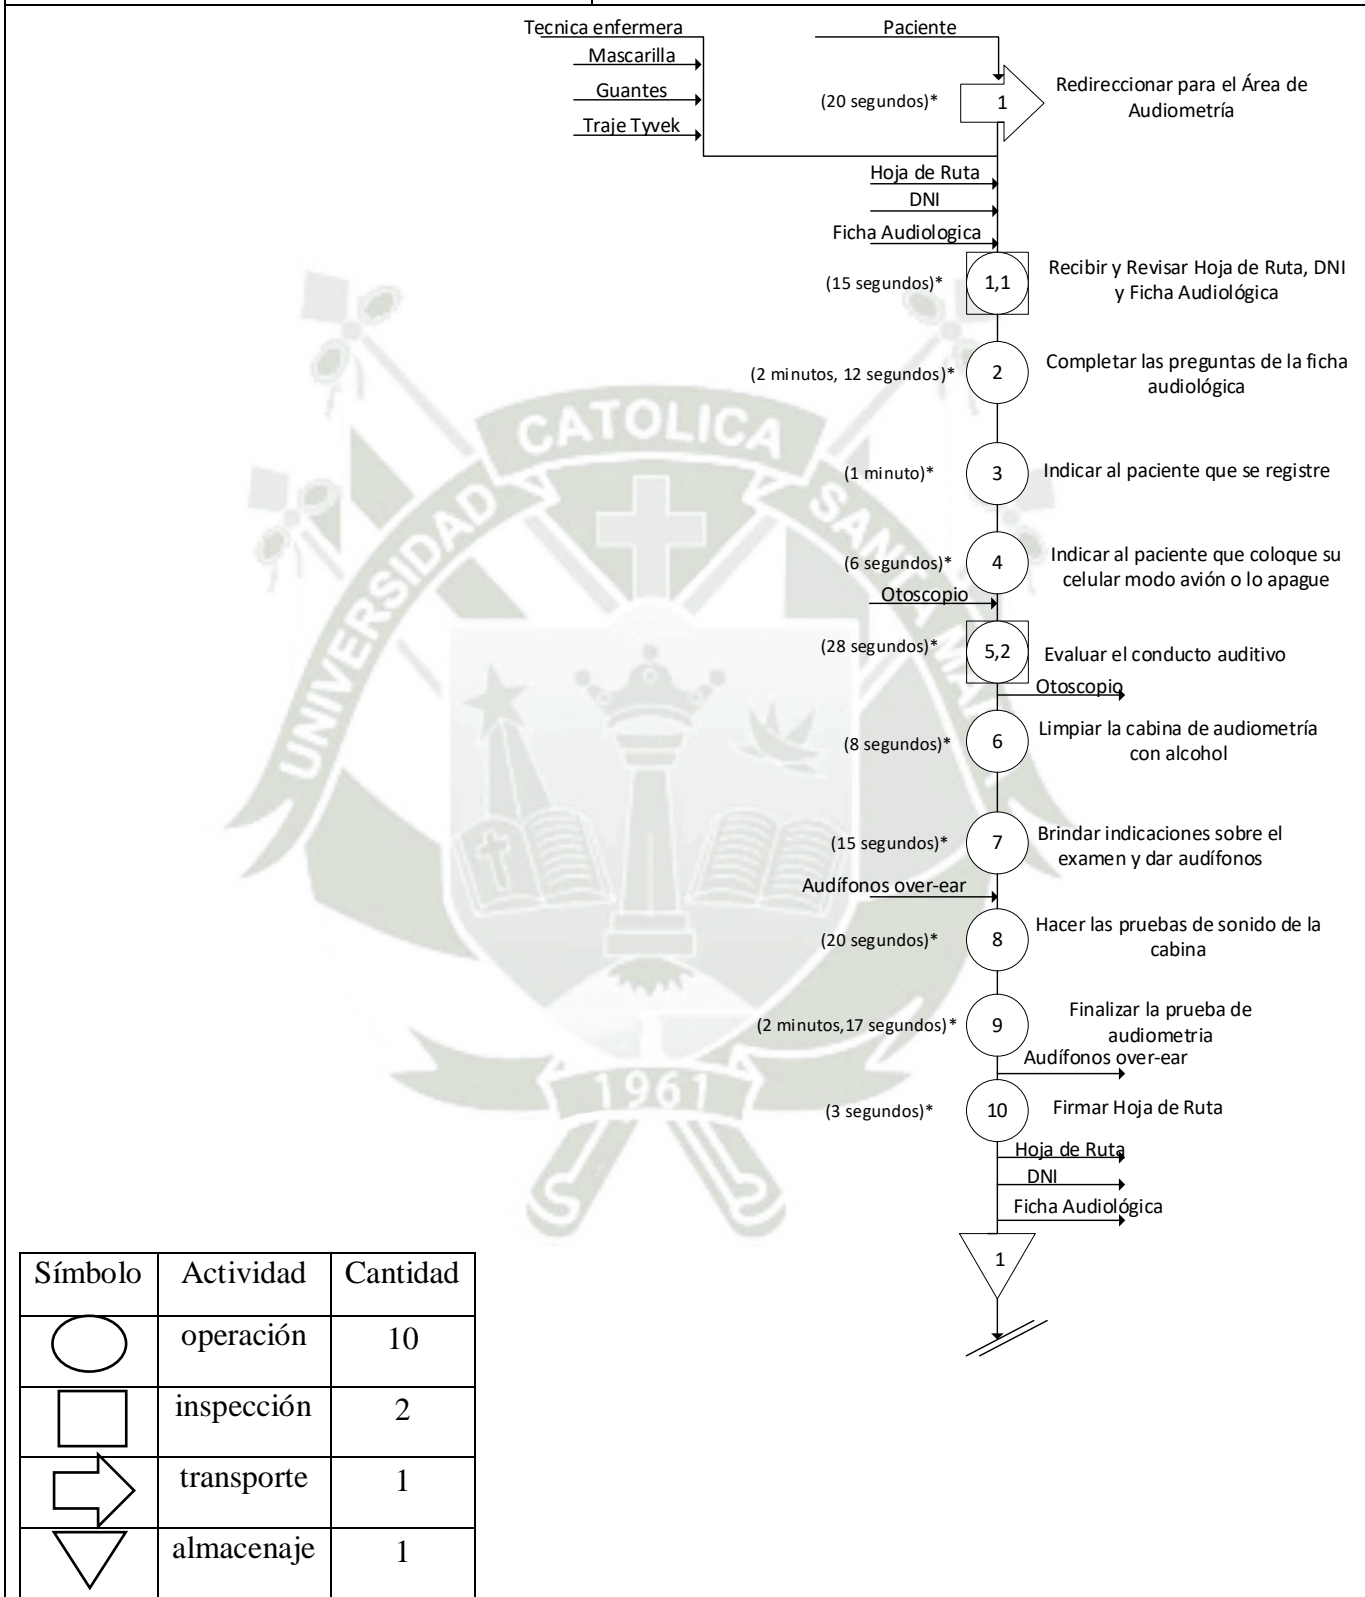 Tecnica enfermera
Paciente
Mascarilla
Guantes
Traje Tyvek
(20 segundos)*
1
Redireccionar para el Área de
Audiometría
Hoja de Ruta
DNI
Ficha Audiologica
(15 segundos)*
1,1
Recibir y Revisar Hoja de Ruta, DNI
y Ficha Audiológica
(2 minutos, 12 segundos)*
2
Completar las preguntas de la ficha
audiológica
(1 minuto)*
3
Indicar al paciente que se registre
(6 segundos)*
4
Indicar al paciente que coloque su
celular modo avión o lo apague
Otoscopio
(28 segundos)*
5,2
Evaluar el conducto auditivo
Otoscopio
(8 segundos)*
6
Limpiar la cabina de audiometría
con alcohol
(15 segundos)*
7
Brindar indicaciones sobre el
examen y dar audífonos
Audífonos over-ear
(20 segundos)*
8
Hacer las pruebas de sonido de la
cabina
(2 minutos,17 segundos)*
9
Finalizar la prueba de
audiometria
Audífonos over-ear
(3 segundos)*
10
Firmar Hoja de Ruta
Hoja de Ruta
DNI
Ficha Audiológica
1
UNIVERSIDAD CATOLICA SANTA MARIA
1961
Símbolo Actividad Cantidad
operación 10
inspección 2
transporte 1
almacenaje 1